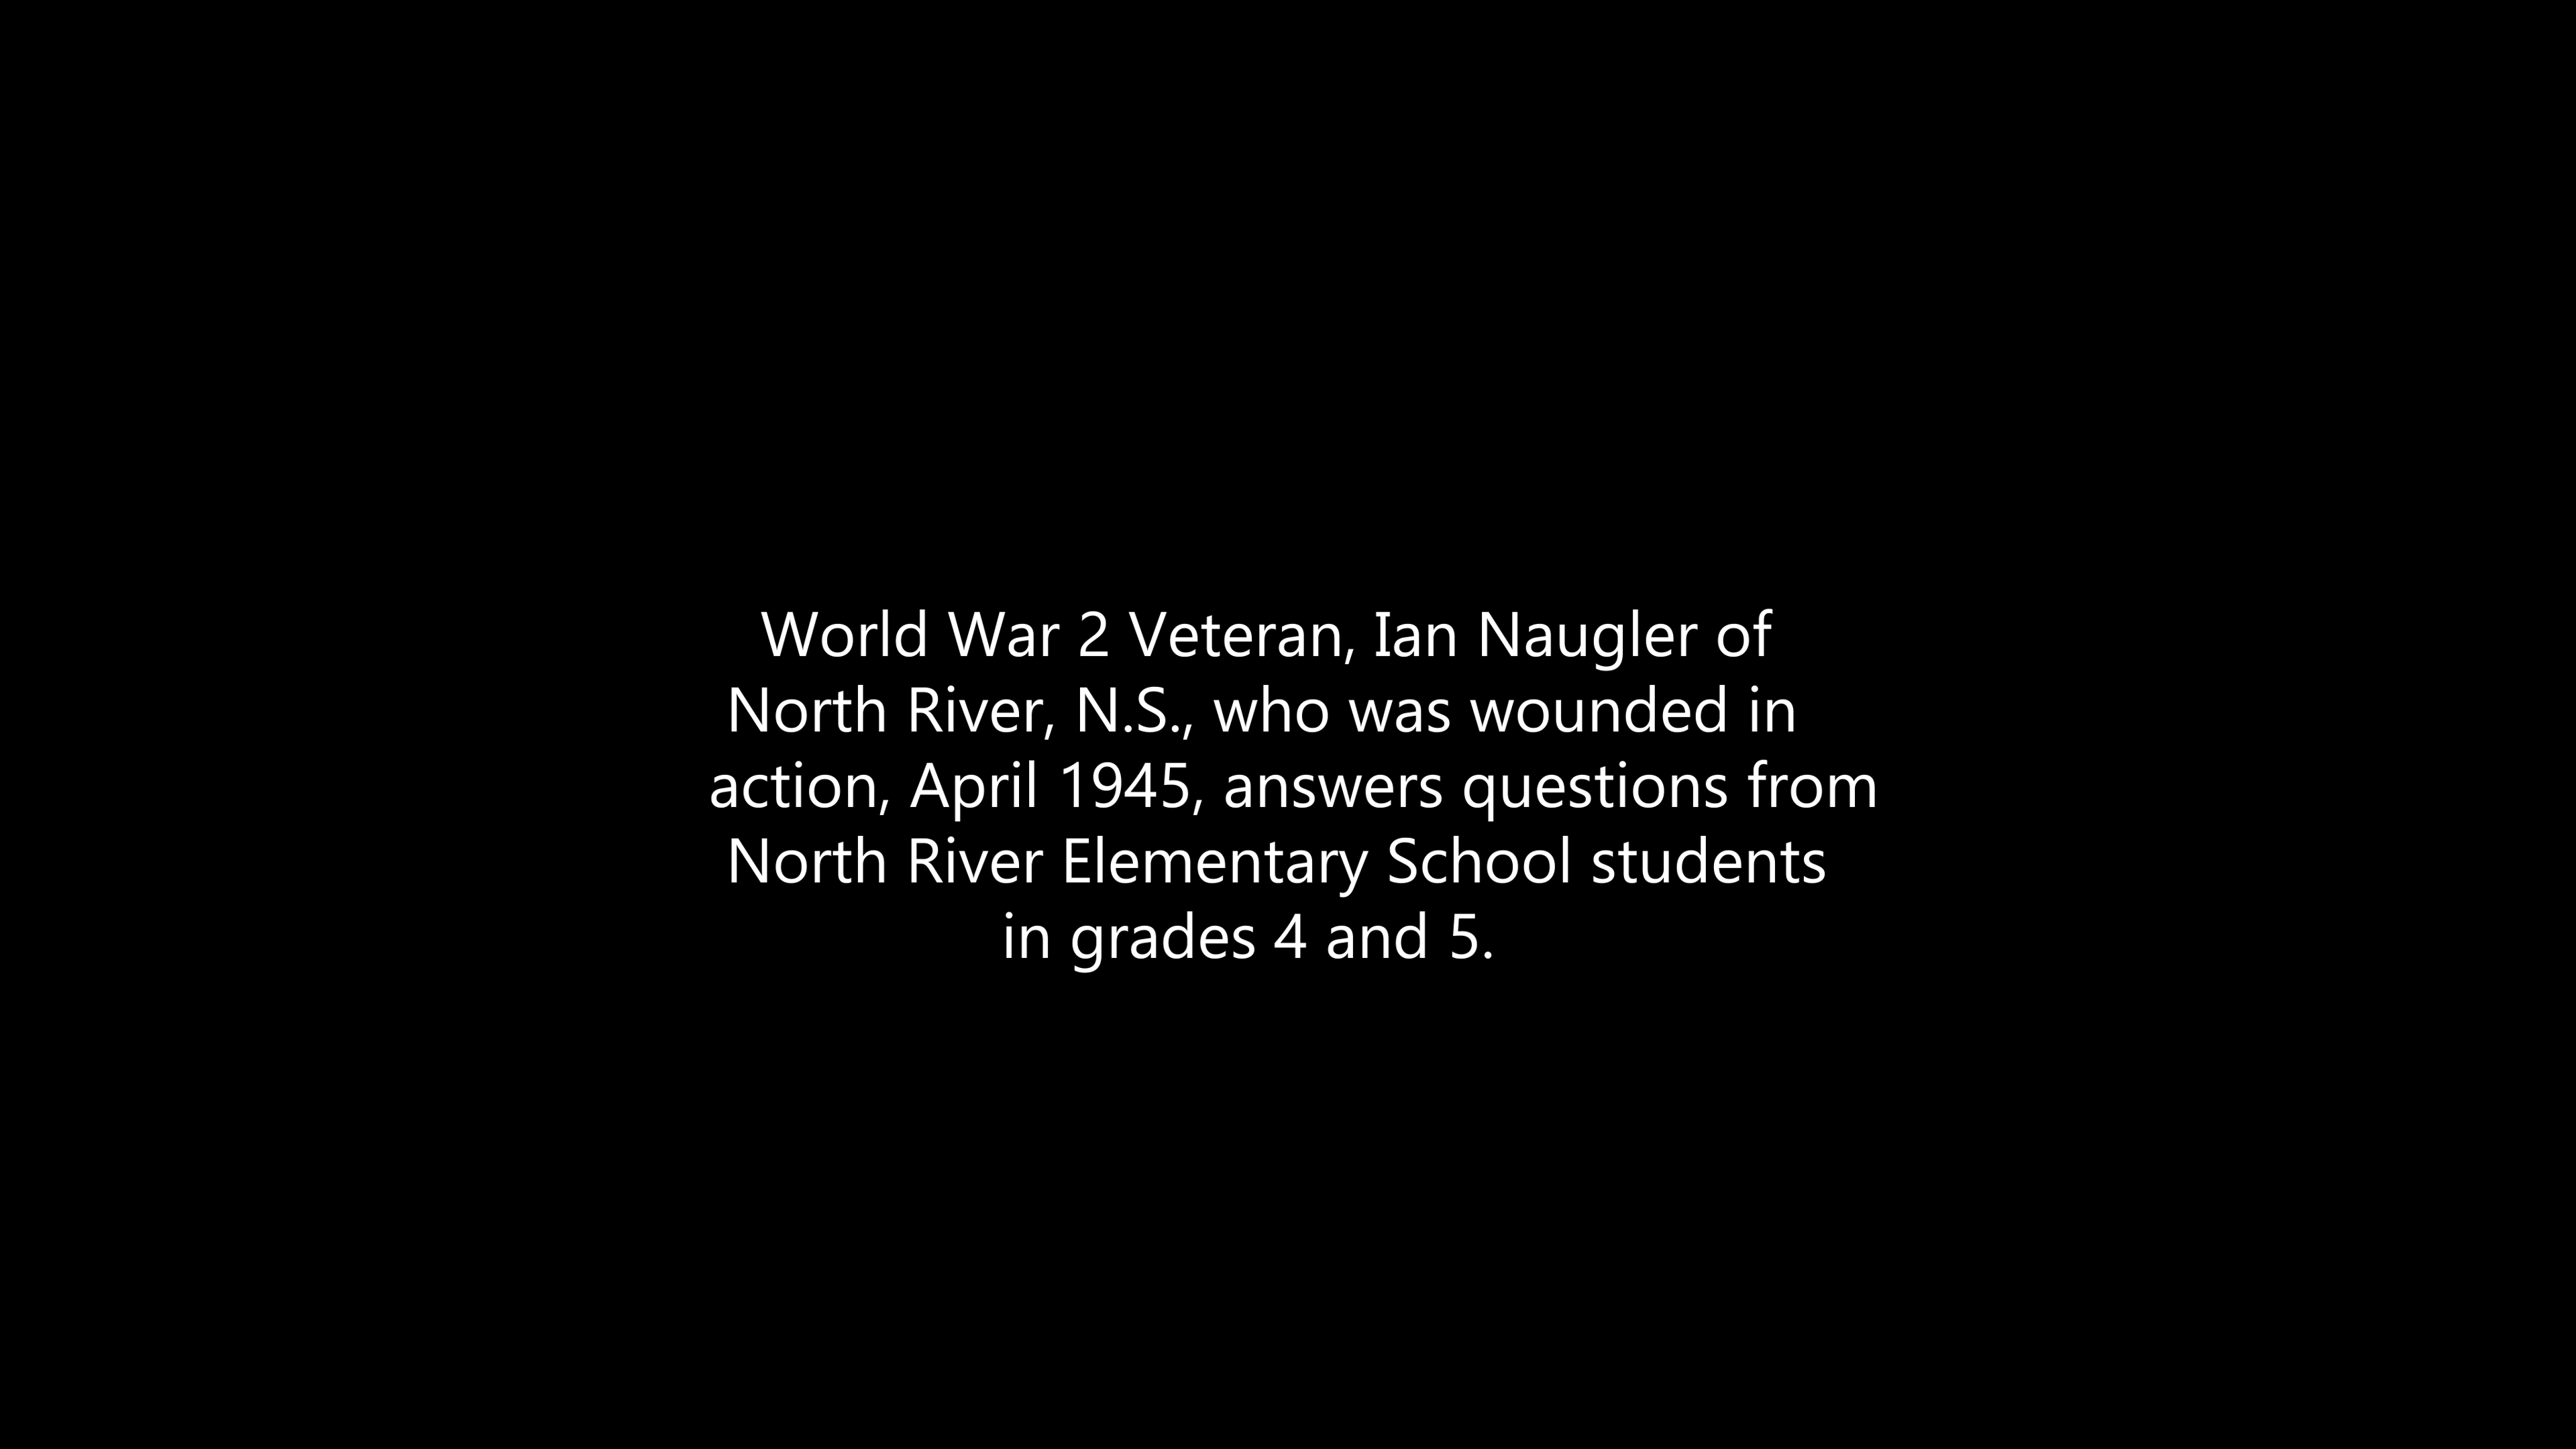 World War 2 Veteran, Ian Naugler of
North River, N.S., who was wounded in
action, April 1945, answers questions from
North River Elementary School students
in grades 4 and 5.